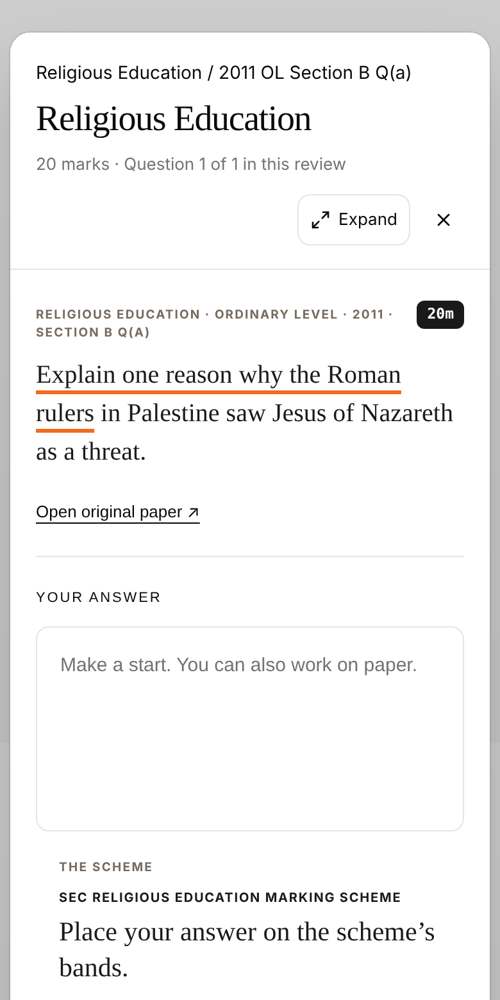 Religious Education / 2011 OL Section B Q(a)
Religious Education
20 marks · Question 1 of 1 in this review
Expand
RELIGIOUS EDUCATION · ORDINARY LEVEL · 2011 ·
SECTION B Q(A)
20m
Explain one reason why the Roman
rulers in Palestine saw Jesus of Nazareth
as a threat.
Open original paper ↗
YOUR ANSWER
Make a start. You can also work on paper.
THE SCHEME
SEC RELIGIOUS EDUCATION MARKING SCHEME
Place your answer on the scheme’s
bands.